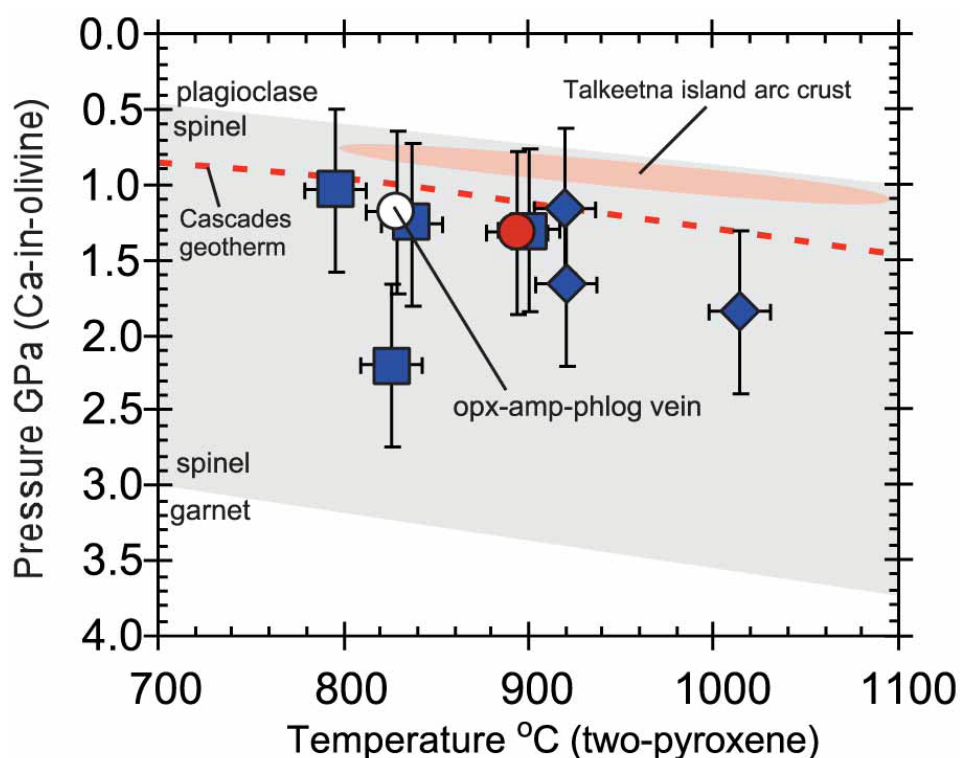 0.0
0.5
1.0
1.5
2.0
2.5
3.0
3.5
4.0
Pressure GPa (Ca-in-olivine)
plagioclase
spinel
Talkeetna island arc crust
Cascades
geotherm
opx-amp-phlog vein
spinel
garnet
700
800
900
1000
1100
Temperature ºC (two-pyroxene)